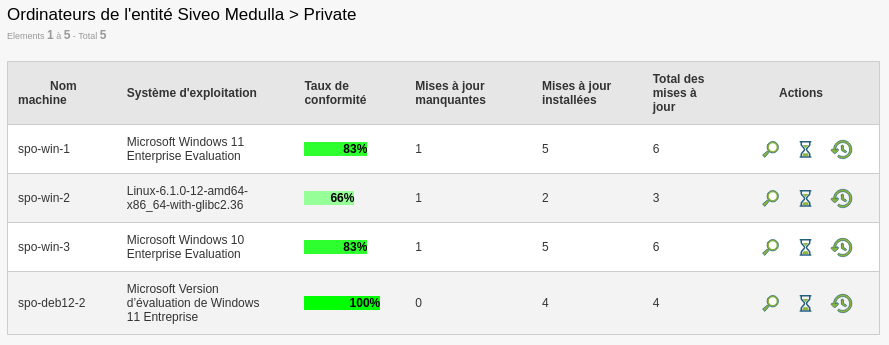 Ordinateurs de l'entité Siveo Medulla > Private
Elements 1 à 5 - Total 5
Nom machine Système d'exploitation Taux de conformité Mises à jour manquantes Mises à jour installées Total des mises à jour Actions
spo-win-1 Microsoft Windows 11 Enterprise Evaluation 83% 1 5 6
spo-win-2 Linux-6.1.0-12-amd64-x86_64-with-glibc2.36 66% 1 2 3
spo-win-3 Microsoft Windows 10 Enterprise Evaluation 83% 1 5 6
spo-deb12-2 Microsoft Version d'évaluation de Windows 11 Entreprise 100% 0 4 4